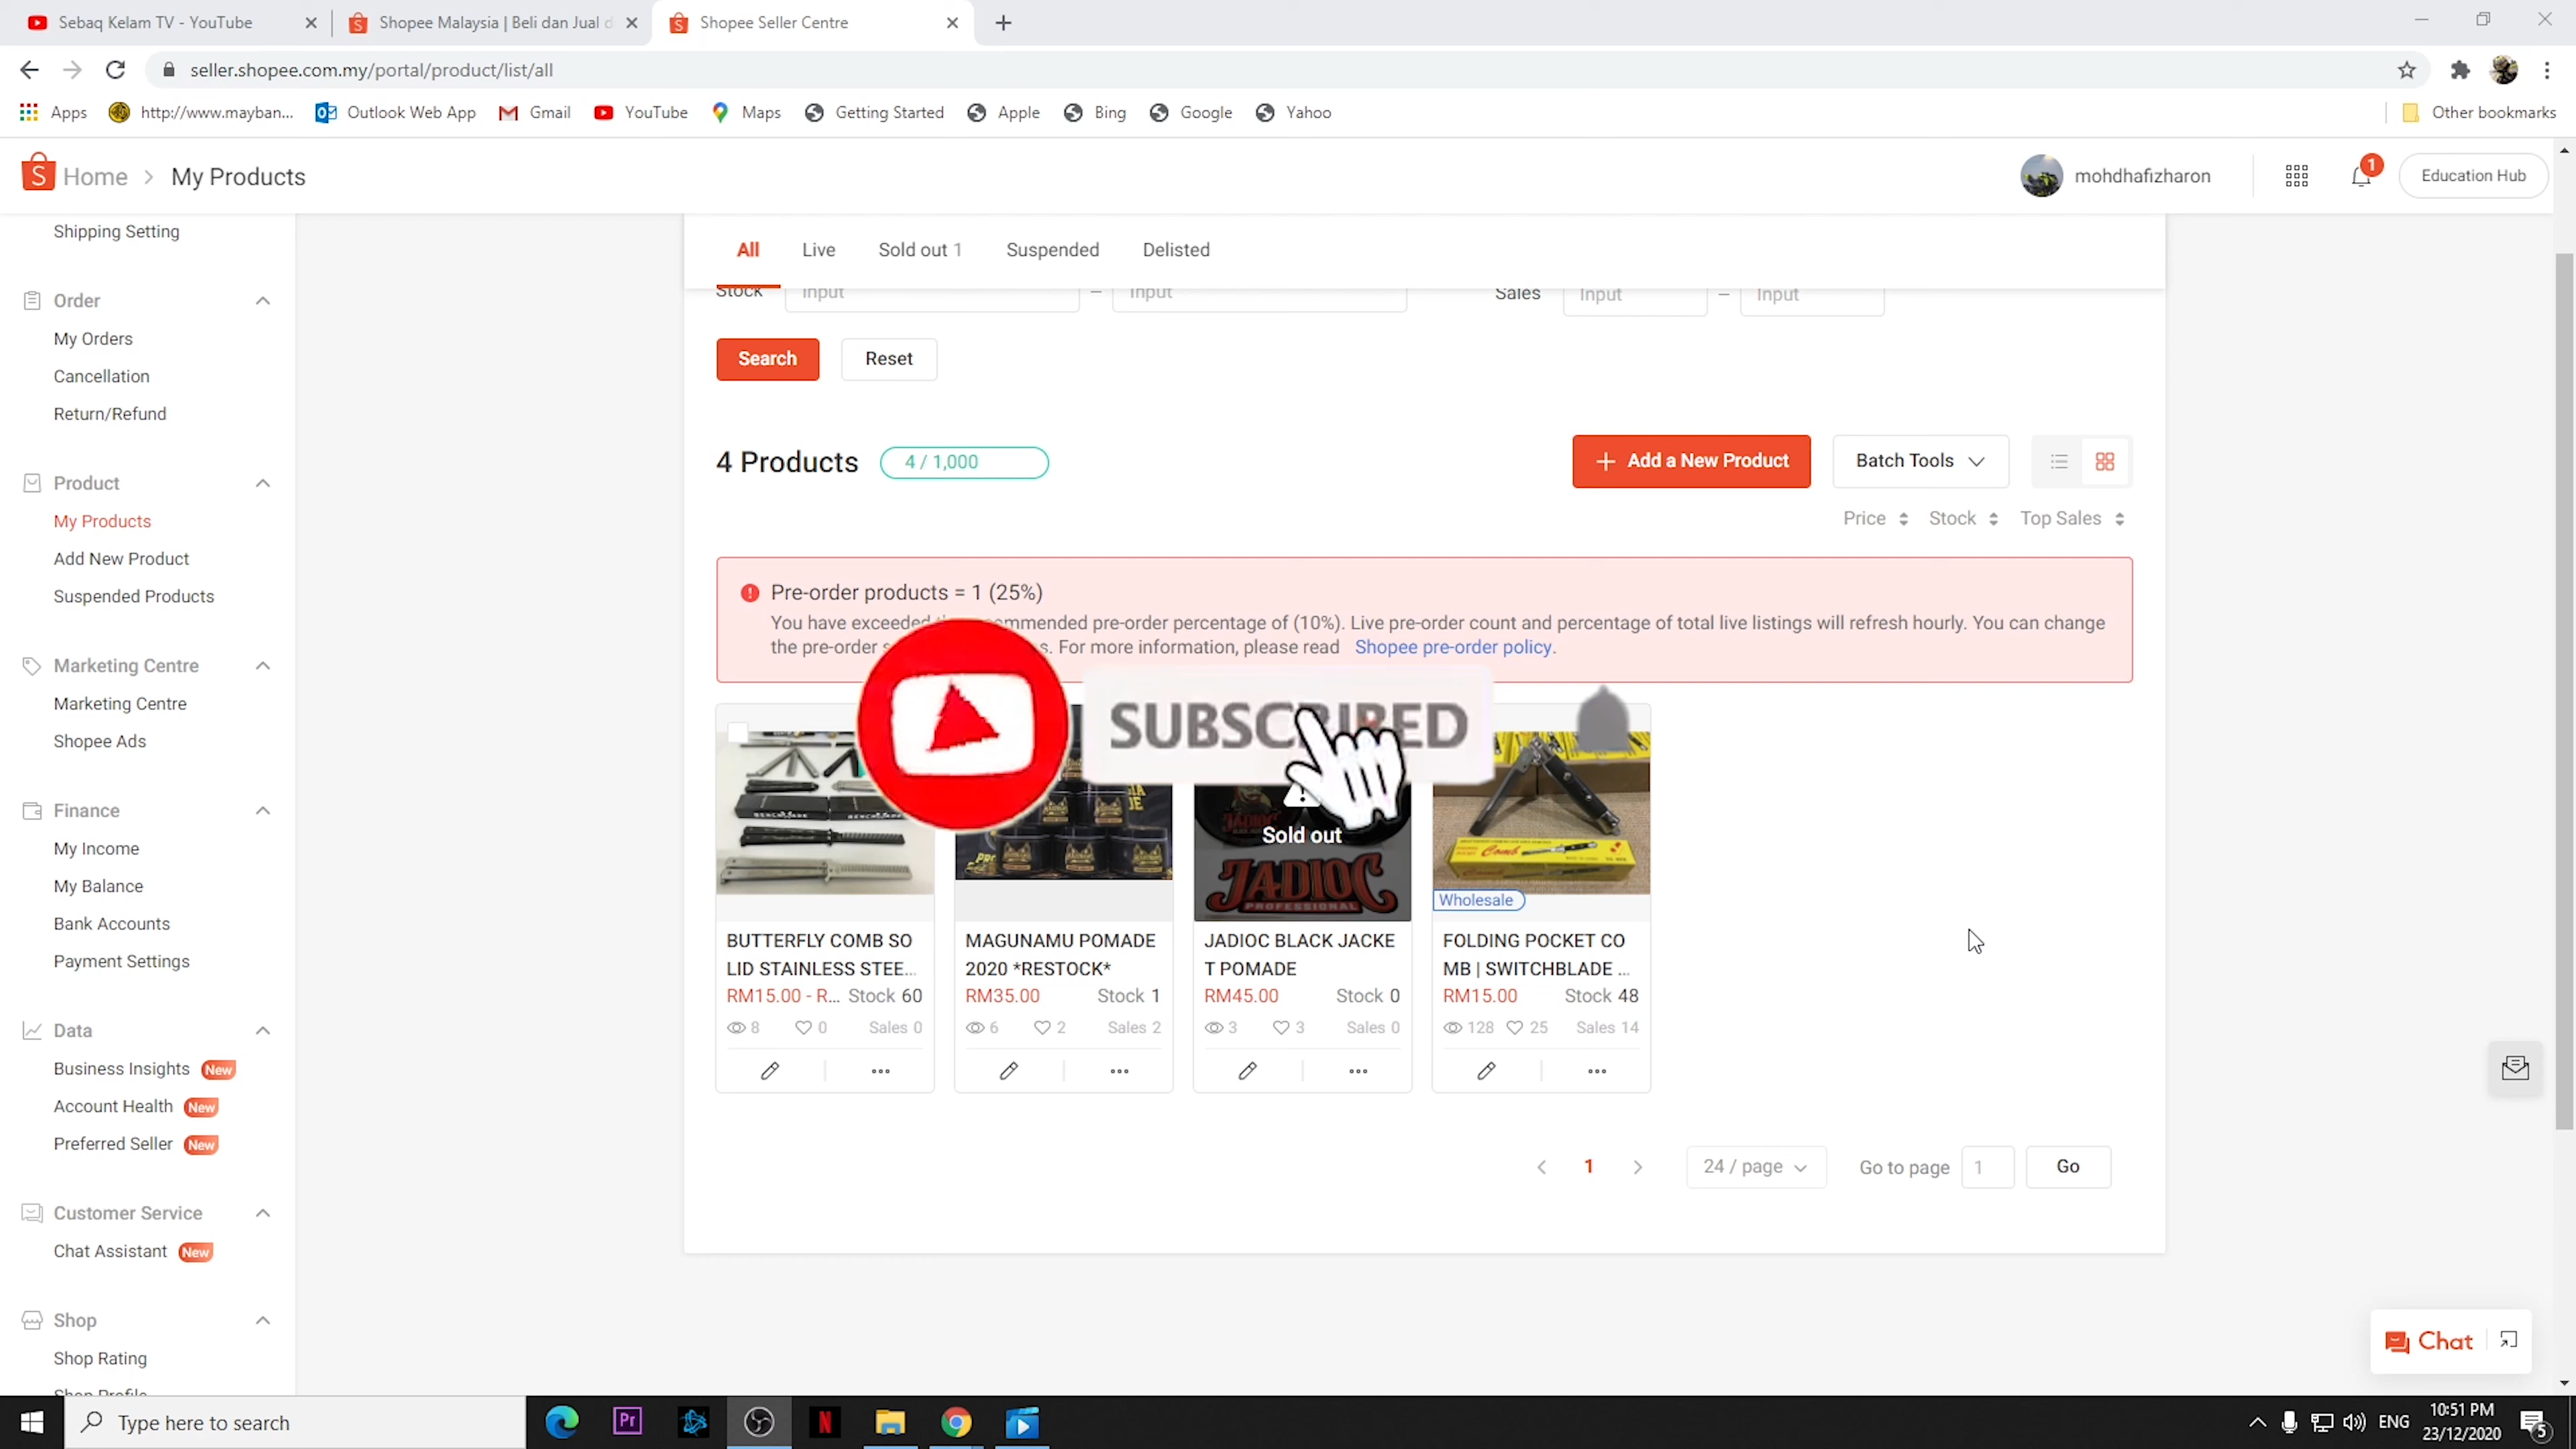 Sebaq Kelam TV - YouTube
Shopee Malaysia | Beli dan Jual d
Shopee Seller Centre
seller.shopee.com.my/portal/product/list/all
Apps
http://www.mayban...
Outlook Web App
Gmail
YouTube
Maps
Getting Started
Apple
Bing
Google
Yahoo
Other bookmarks
Home > My Products
mohdhafizharon
1
Education Hub
Shipping Setting
Order
My Orders
Cancellation
Return/Refund
Product
My Products
Add New Product
Suspended Products
Marketing Centre
Marketing Centre
Shopee Ads
Finance
My Income
My Balance
Bank Accounts
Payment Settings
Data
Business Insights New
Account Health New
Preferred Seller New
Customer Service
Chat Assistant New
Shop
Shop Rating
Shop Profile
All
Live
Sold out 1
Suspended
Delisted
Stock
Input
–
Input
Sales
Input
–
Input
Search
Reset
4 Products
4 / 1,000
+ Add a New Product
Batch Tools
Price
Stock
Top Sales
Pre-order products = 1 (25%)
You have exceeded commended pre-order percentage of (10%). Live pre-order count and percentage of total live listings will refresh hourly. You can change
the pre-order s. For more information, please read Shopee pre-order policy.
SUBSCRIBED
BUTTERFLY COMB SO
LID STAINLESS STEE...
RM15.00 - R... Stock 60
8 0 Sales 0
MAGUNAMU POMADE
2020 *RESTOCK*
RM35.00 Stock 1
6 2 Sales 2
Sold out
JADIOC
PROFESSIONAL
JADIOC BLACK JACKE
T POMADE
RM45.00 Stock 0
3 3 Sales 0
Comb
Wholesale
FOLDING POCKET CO
MB | SWITCHBLADE ...
RM15.00 Stock 48
128 25 Sales 14
< 1 >
24 / page
Go to page 1 Go
Chat
Type here to search
Pr
N
ENG
10:51 PM
23/12/2020
5